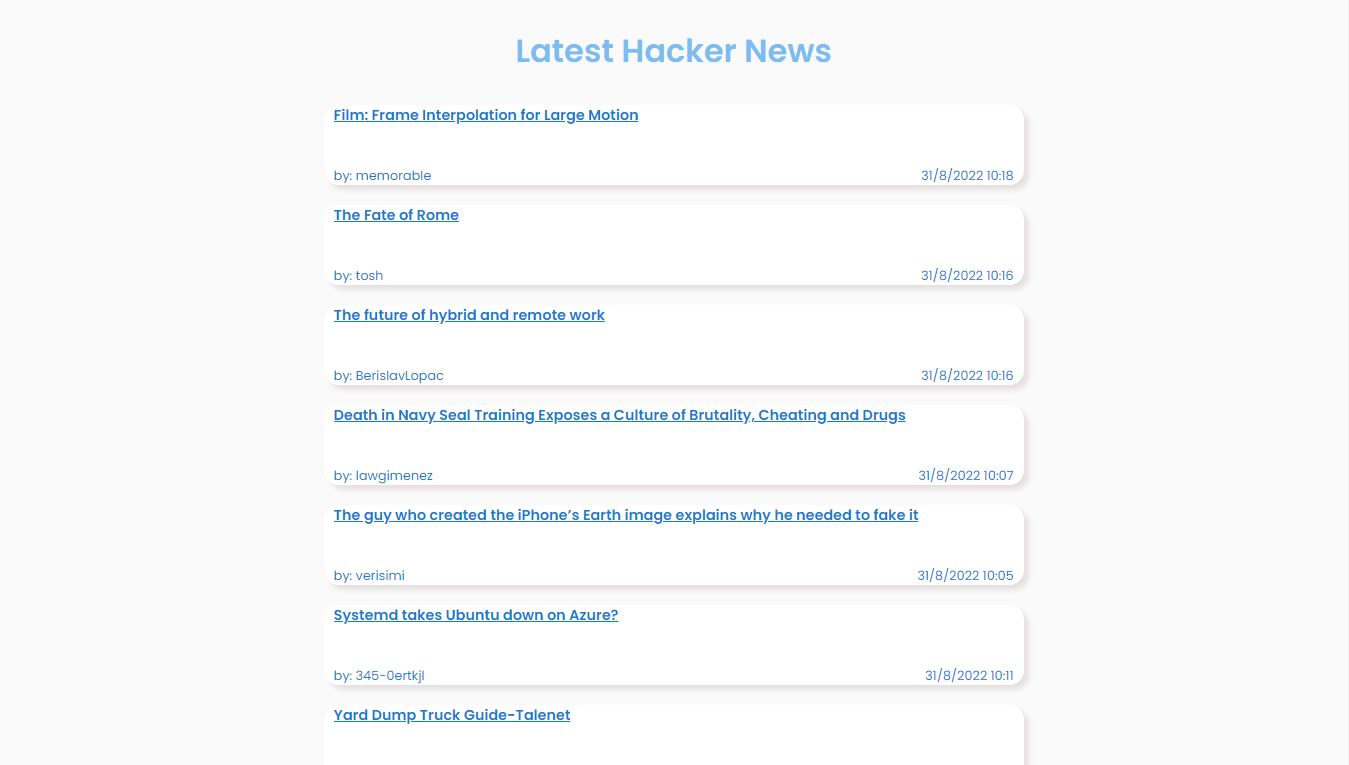 Latest Hacker News
Film: Frame Interpolation for Large Motion
by: memorable 31/8/2022 10:18
The Fate of Rome
by: tosh 31/8/2022 10:16
The future of hybrid and remote work
by: BerislavLopac 31/8/2022 10:16
Death in Navy Seal Training Exposes a Culture of Brutality, Cheating and Drugs
by: lawgimenez 31/8/2022 10:07
The guy who created the iPhone’s Earth image explains why he needed to fake it
by: verisimi 31/8/2022 10:05
Systemd takes Ubuntu down on Azure?
by: 345-0ertkjl 31/8/2022 10:11
Yard Dump Truck Guide-Talenet